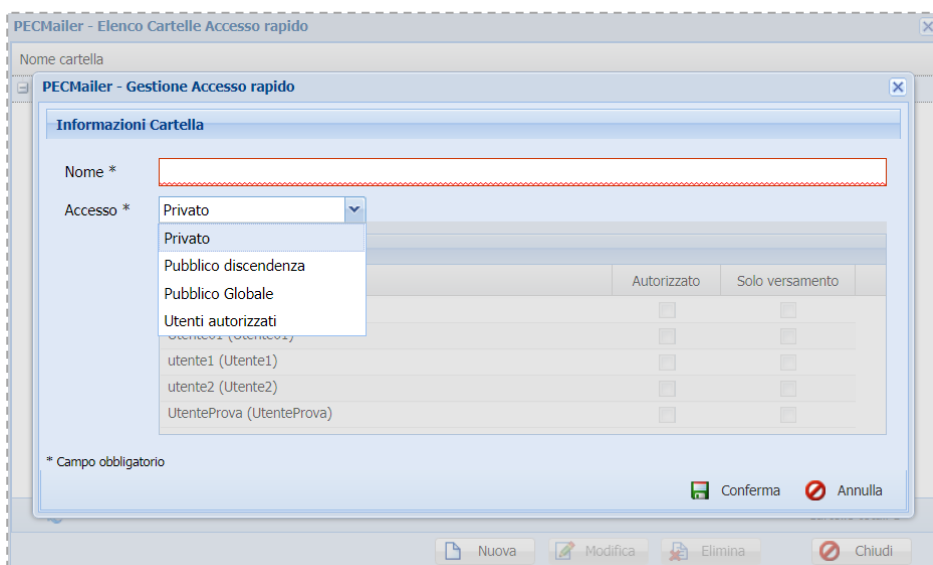 PECMailer - Elenco Cartelle Accesso rapido
Nome cartella
PECMailer - Gestione Accesso rapido
Informazioni Cartella
Nome *
Accesso * Privato
Privato
Pubblico discendenza
Autorizzato Solo versamento
Pubblico Globale
Utenti autorizzati
utente1 (Utente1)
utente2 (Utente2)
UtenteProva (UtenteProva)
* Campo obbligatorio
Conferma Annulla
Nuova Modifica Elimina Chiudi